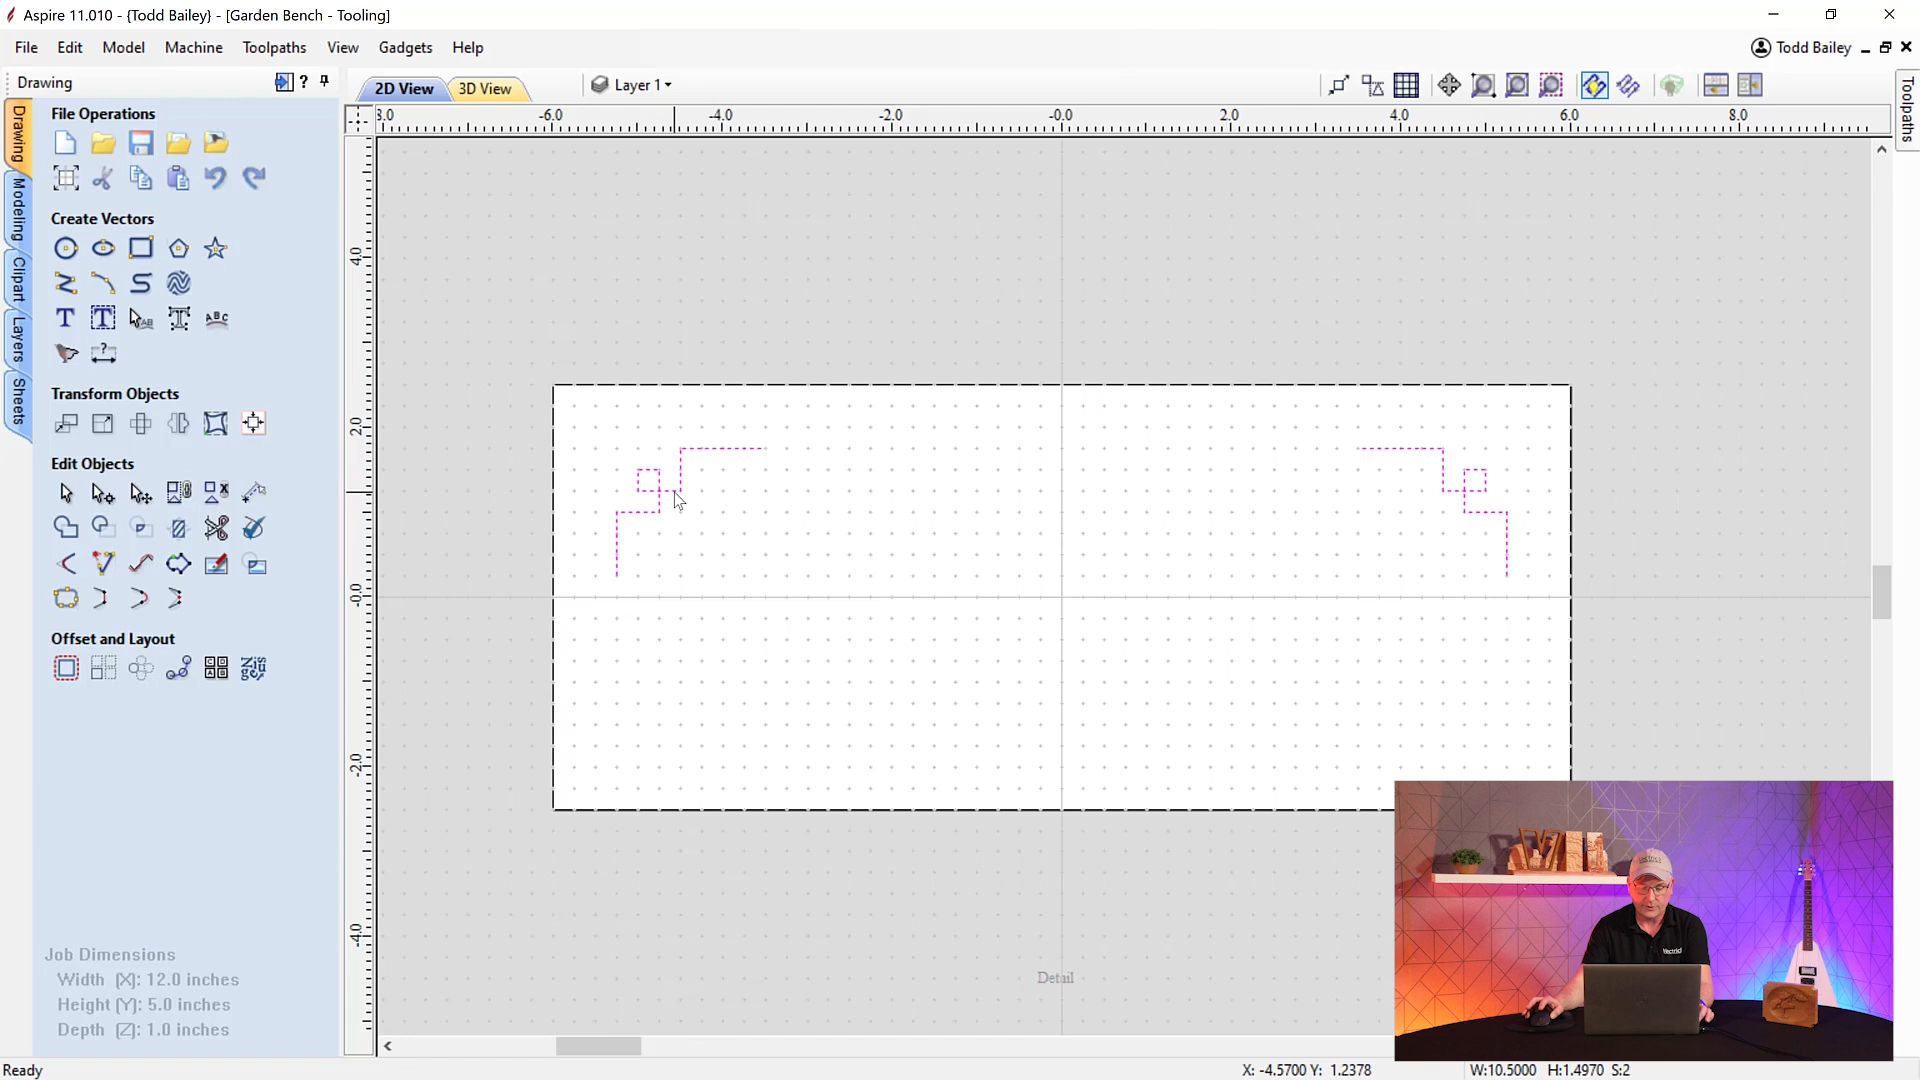 Aspire 11.010 - {Todd Bailey} - [Garden Bench - Tooling]
File Edit Model Machine Toolpaths View Gadgets Help
Todd Bailey
Drawing
2D View
3D View
Layer 1
Toolpaths
Drawing
Modeling
Clipart
Layers
Sheets
File Operations
Create Vectors
Transform Objects
Edit Objects
Offset and Layout
Job Dimensions
Width (X): 12.0 inches
Height (Y): 5.0 inches
Depth (Z): 1.0 inches
8.0 -6.0 -4.0 -2.0 -0.0 2.0 4.0 6.0 8.0
4.0
2.0
-0.0
-2.0
-4.0
Detail
Vectric
Ready
X: -4.5700 Y: 1.2378
W:10.5000 H:1.4970 S:2